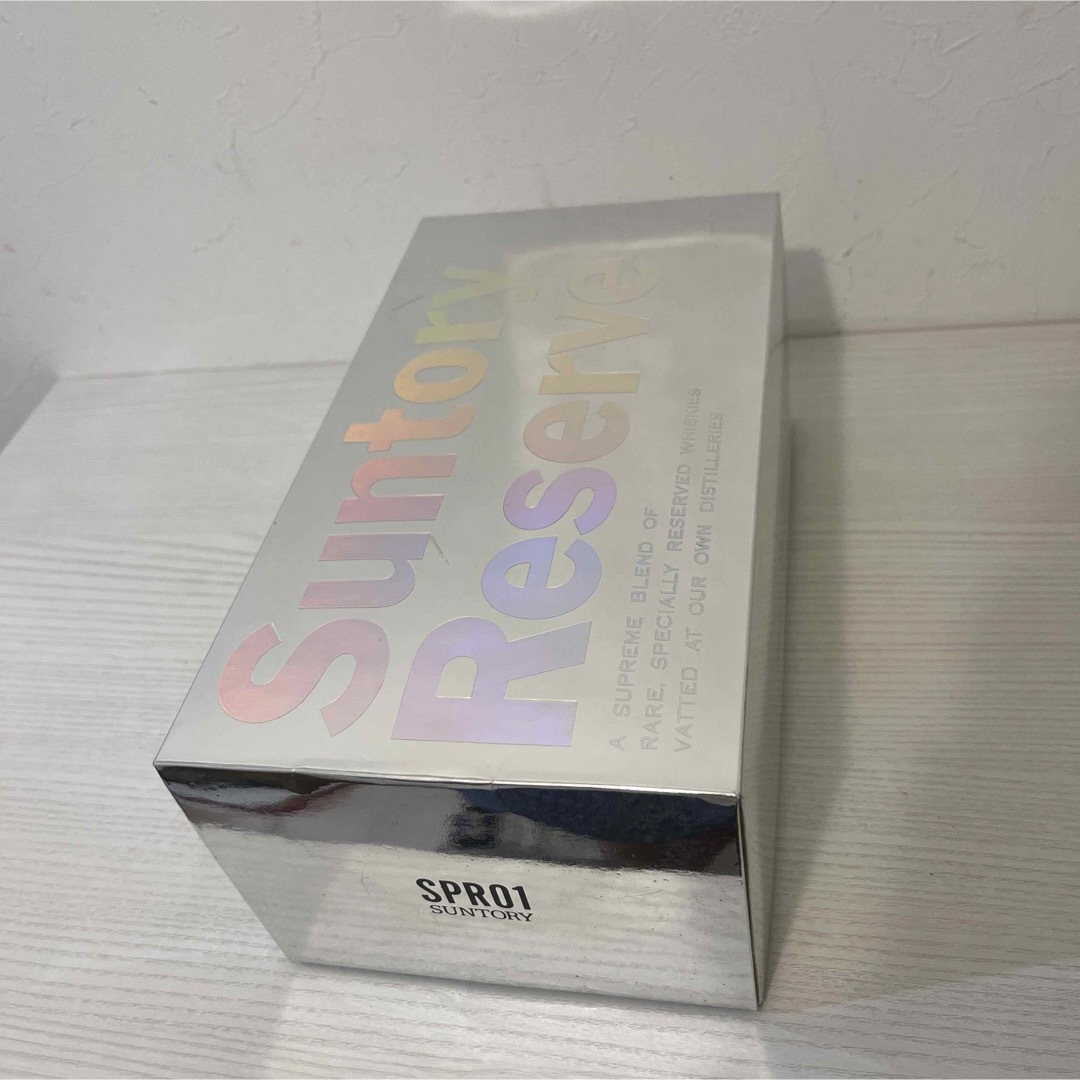 Suntory
Reserve
A SUPREME BLEND OF
RARE, SPECIALLY RESERVED WHISKIES
VATTED AT OUR OWN DISTILLERIES
SPR01
SUNTORY